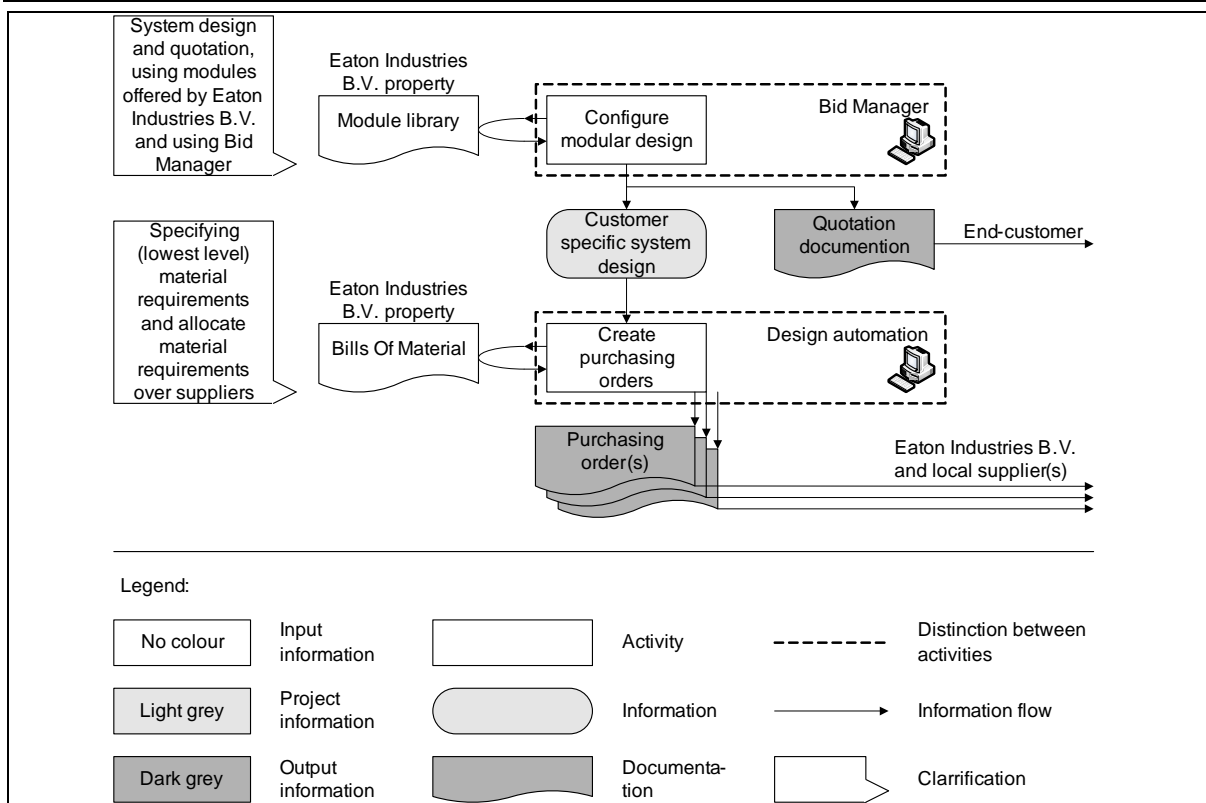 System design
and quotation,
using modules
offered by Eaton
Industries B.V.
and using Bid
Manager
Eaton Industries
B.V. property
Module library
Configure
modular design
Bid Manager
Customer
specific system
design
Quotation
documention
End-customer
Specifying
(lowest level)
material
requirements
and allocate
material
requirements
over suppliers
Eaton Industries
B.V. property
Bills Of Material
Create
purchasing
orders
Design automation
Purchasing
order(s)
Eaton Industries B.V.
and local supplier(s)
Legend:
No colour
Input
information
Activity
Distinction between
activities
Light grey
Project
information
Information
Information flow
Dark grey
Output
information
Documenta-
tion
Clarrification